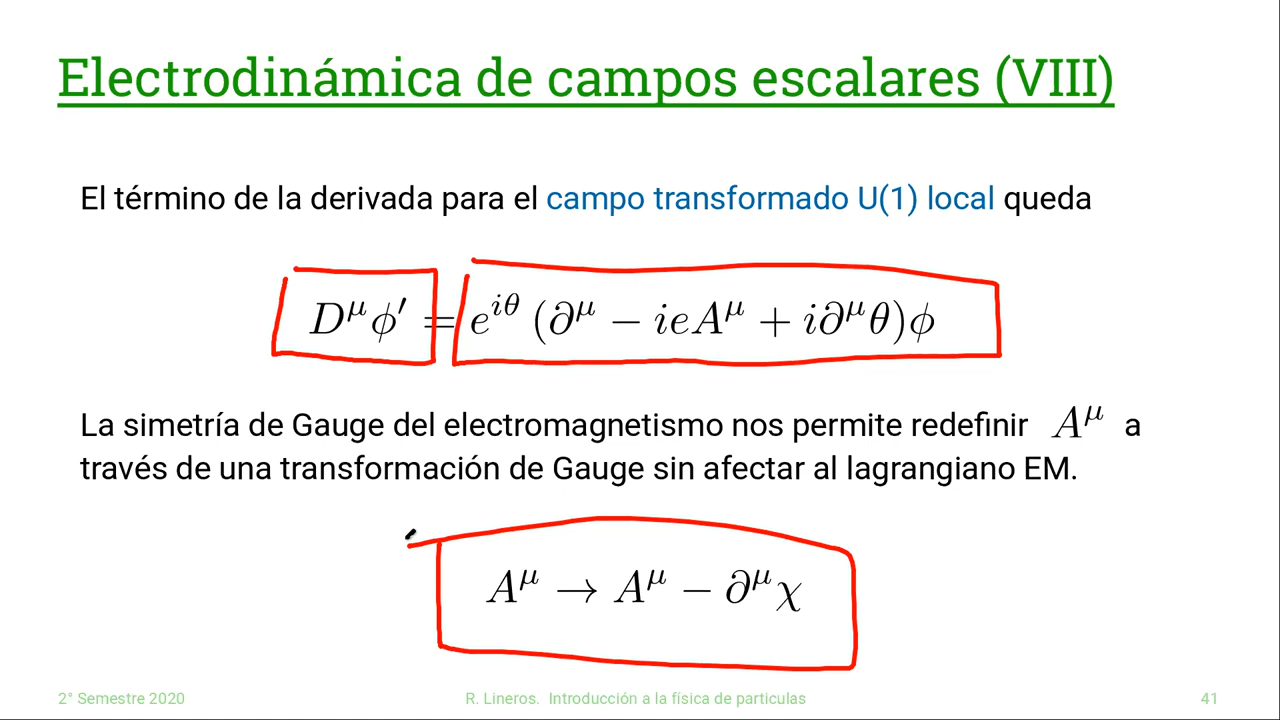 Electrodinámica de campos escalares (VIII)
El término de la derivada para el campo transformado U(1) local queda
D^μ ϕ′ = e^{iθ} (∂^μ − ieA^μ + i∂^μ θ)ϕ
La simetría de Gauge del electromagnetismo nos permite redefinir A^μ a
través de una transformación de Gauge sin afectar al lagrangiano EM.
A^μ → A^μ − ∂^μ χ
2° Semestre 2020 R. Lineros. Introducción a la física de particulas 41